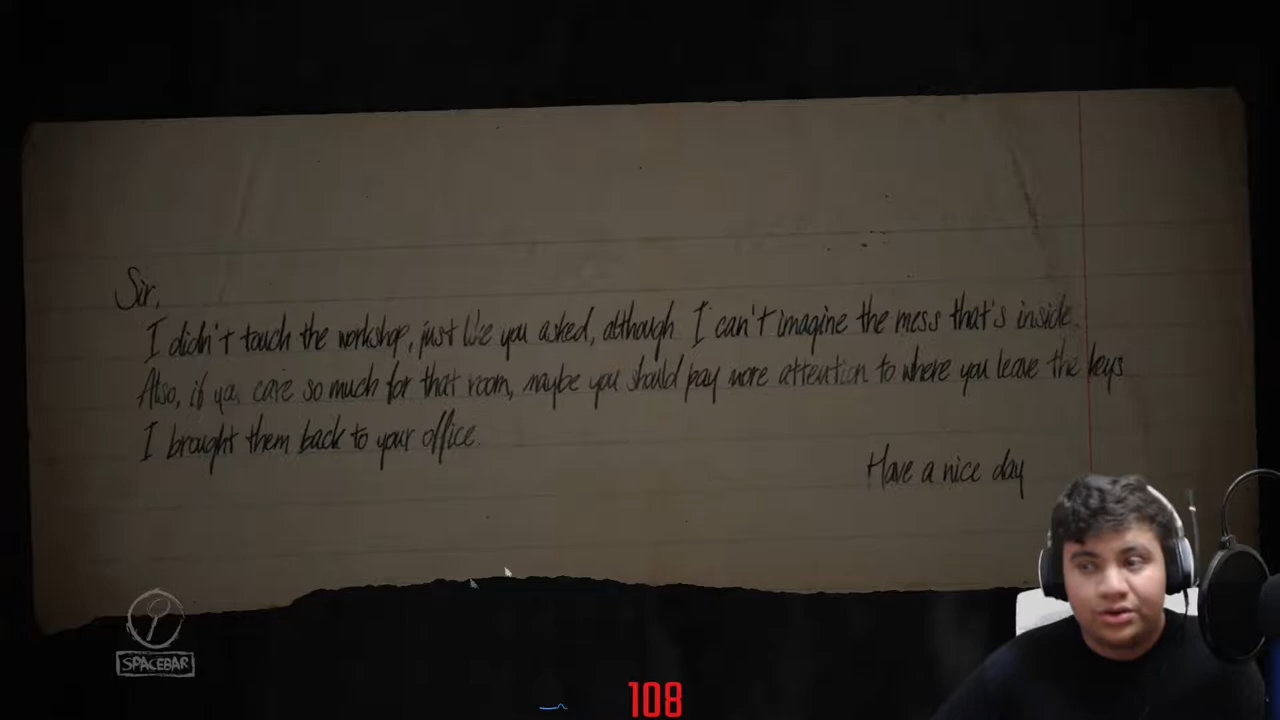 Sir,
I didn't touch the workshop, just like you asked, although I can't imagine the mess that's inside.
Also, if you care so much for that room, maybe you should pay more attention to where you leave the keys
I brought them back to your office.
Have a nice day
SPACEBAR
108